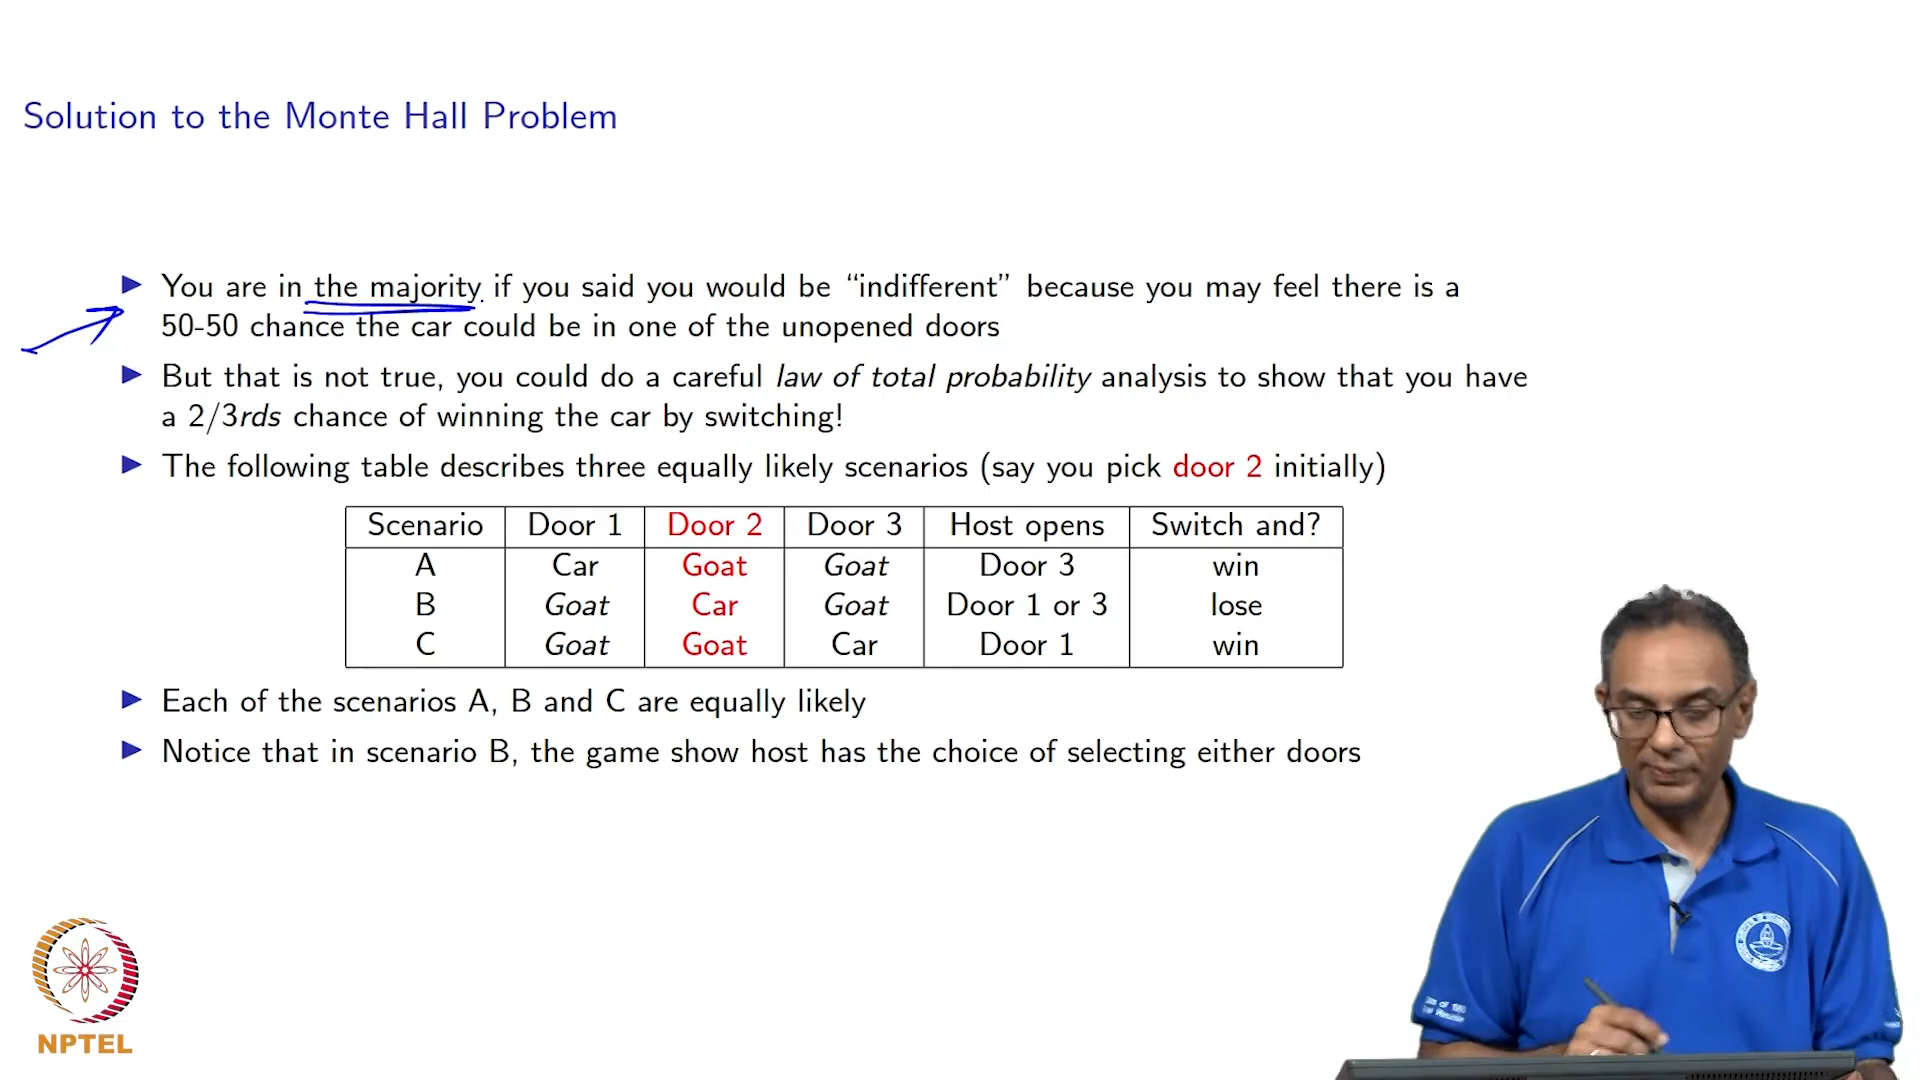 Solution to the Monte Hall Problem
▶ You are in the majority if you said you would be “indifferent” because you may feel there is a
50-50 chance the car could be in one of the unopened doors
▶ But that is not true, you could do a careful law of total probability analysis to show that you have
a 2/3rds chance of winning the car by switching!
▶ The following table describes three equally likely scenarios (say you pick door 2 initially)
Scenario Door 1 Door 2 Door 3 Host opens Switch and?
A Car Goat Goat Door 3 win
B Goat Car Goat Door 1 or 3 lose
C Goat Goat Car Door 1 win
▶ Each of the scenarios A, B and C are equally likely
▶ Notice that in scenario B, the game show host has the choice of selecting either doors
NPTEL